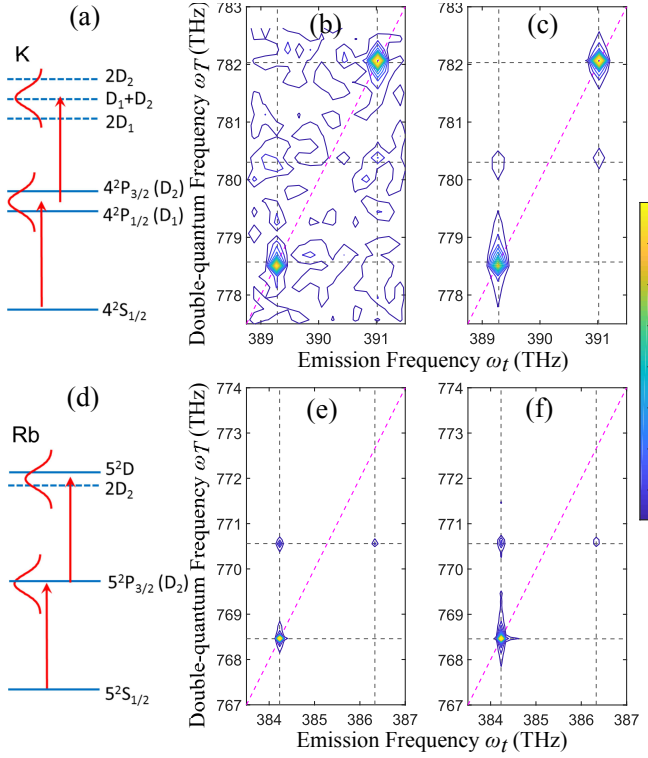 (a)
K
2D₂
D₁+D₂
2D₁
4²P₃/₂ (D₂)
4²P₁/₂ (D₁)
4²S₁/₂
Double-quantum Frequency ω_T (THz)
783
782
781
780
779
778
(b)
(c)
389 390 391
389 390 391
Emission Frequency ω_t (THz)
(d)
Rb
5²D
2D₂
5²P₃/₂ (D₂)
5²S₁/₂
Double-quantum Frequency ω_T (THz)
774
773
772
771
770
769
768
767
(e)
(f)
783
782
781
780
779
778
774
773
772
771
770
769
768
767
384 385 386 387
384 385 386 387
Emission Frequency ω_t (THz)